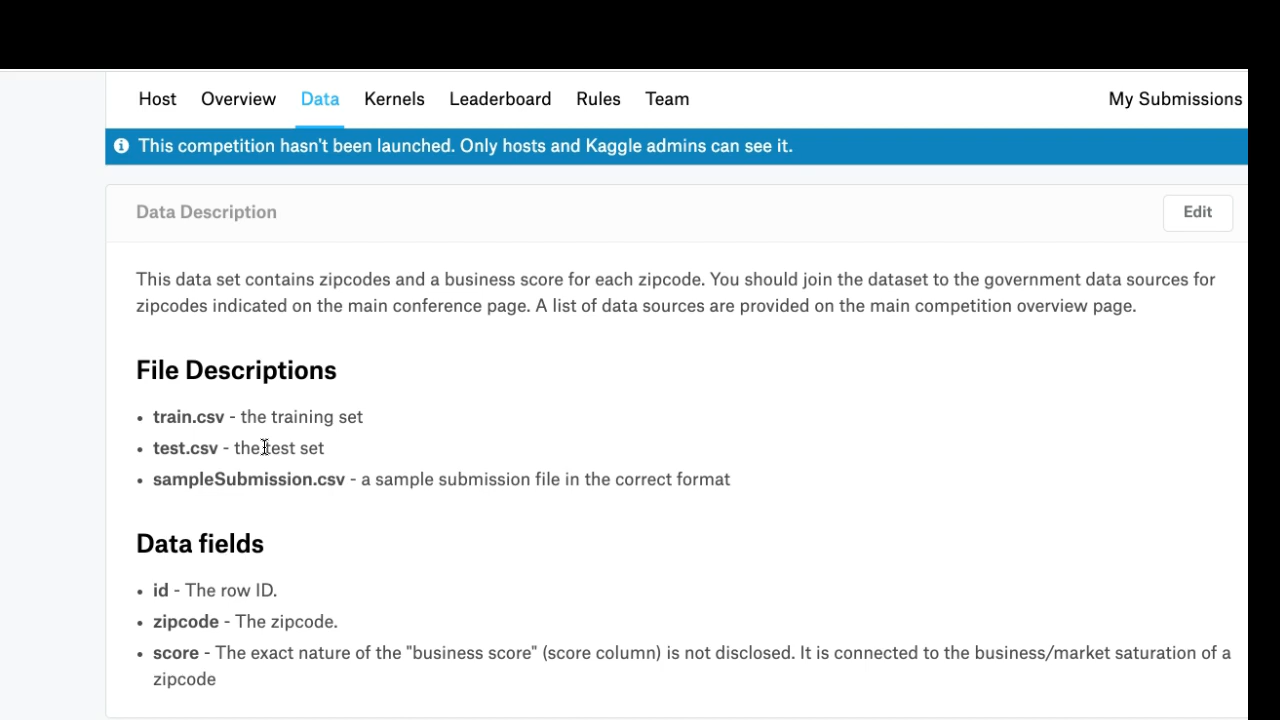 Host Overview Data Kernels Leaderboard Rules Team My Submissions
This competition hasn't been launched. Only hosts and Kaggle admins can see it.
Data Description Edit
This data set contains zipcodes and a business score for each zipcode. You should join the dataset to the government data sources for
zipcodes indicated on the main conference page. A list of data sources are provided on the main competition overview page.
File Descriptions
• train.csv - the training set
• test.csv - the test set
• sampleSubmission.csv - a sample submission file in the correct format
Data fields
• id - The row ID.
• zipcode - The zipcode.
• score - The exact nature of the "business score" (score column) is not disclosed. It is connected to the business/market saturation of a
zipcode